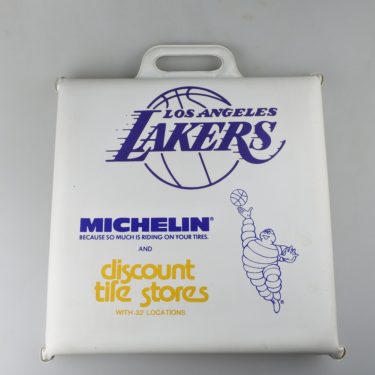 LOS ANGELES
LAKERS
MICHELIN®
BECAUSE SO MUCH IS RIDING ON YOUR TIRES.
AND
discount
tire stores
WITH 32 LOCATIONS